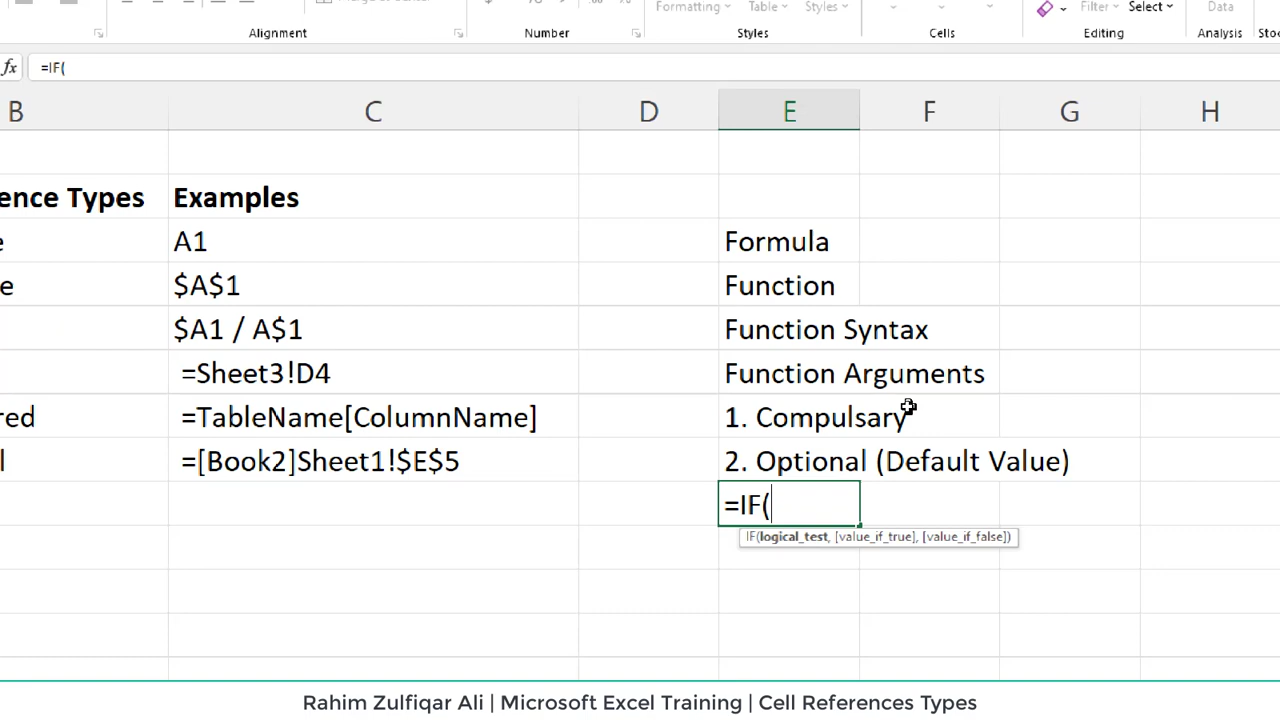 Formatting Table Styles Filter Select Data
Alignment Number Styles Cells Editing Analysis
fx =IF(
B C D E F G H
ence Types Examples
e A1 Formula
e $A$1 Function
$A1 / A$1 Function Syntax
=Sheet3!D4 Function Arguments
red =TableName[ColumnName] 1. Compulsary
l =[Book2]Sheet1!$E$5 2. Optional (Default Value)
=IF(
IF(logical_test, [value_if_true], [value_if_false])
Rahim Zulfiqar Ali | Microsoft Excel Training | Cell References Types